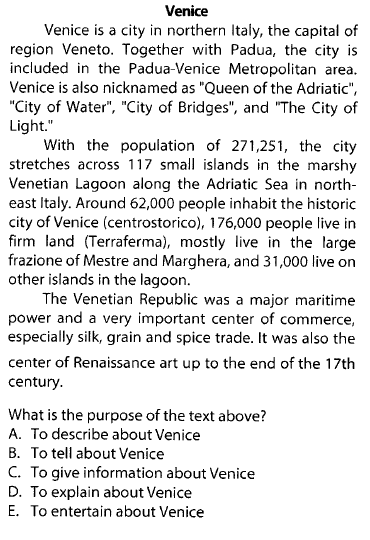 Venice
Venice is a city in northern Italy, the capital of
region Veneto. Together with Padua, the city is
included in the Padua-Venice Metropolitan area.
Venice is also nicknamed as "Queen of the Adriatic",
"City of Water", "City of Bridges", and "The City of
Light."
With the population of 271,251, the city
stretches across 117 small islands in the marshy
Venetian Lagoon along the Adriatic Sea in north-
east Italy. Around 62,000 people inhabit the historic
city of Venice (centrostorico), 176,000 people live in
firm land (Terraferma), mostly live in the large
frazione of Mestre and Marghera, and 31,000 live on
other islands in the lagoon.
The Venetian Republic was a major maritime
power and a very important center of commerce,
especially silk, grain and spice trade. It was also the
center of Renaissance art up to the end of the 17th
century.
What is the purpose of the text above?
A. To describe about Venice
B. To tell about Venice
C. To give information about Venice
D. To explain about Venice
E. To entertain about Venice